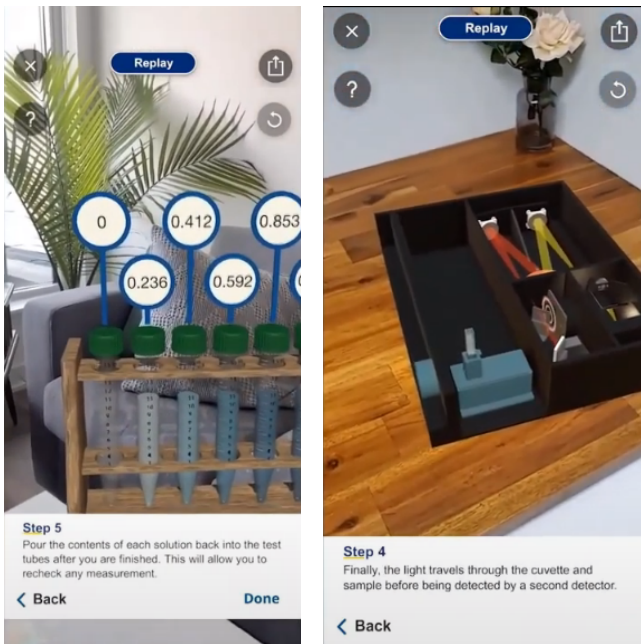 Replay
?
0
0.412
0.853
0.236
0.592
Step 5
Pour the contents of each solution back into the test
tubes after you are finished. This will allow you to
recheck any measurement.
Back
Done
Replay
?
Step 4
Finally, the light travels through the cuvette and
sample before being detected by a second detector.
Back